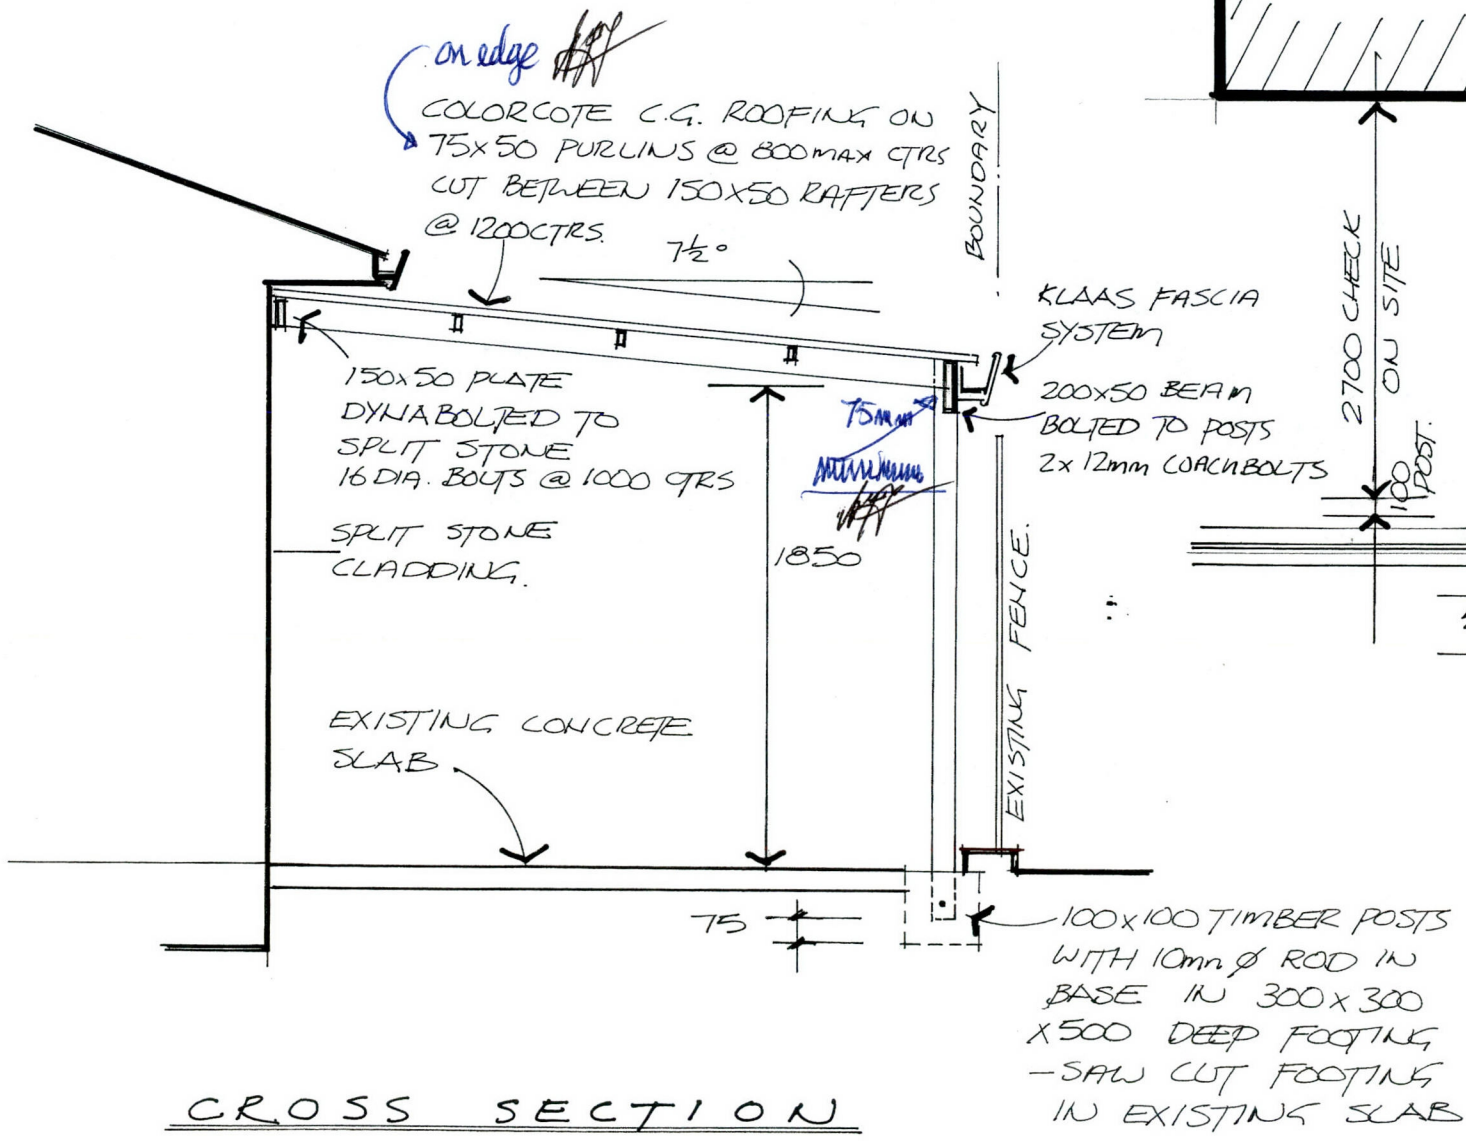 on edge
COLORCOTE C.G. ROOFING ON
75x50 PURLINS @ 800 MAX CTRS
CUT BETWEEN 150x50 RAFTERS
@ 1200 CTRS.
7½°
BOUNDARY
KLAAS FASCIA
SYSTEM
2700 CHECK
ON SITE
100
POST.
150x50 PLATE
DYNABOLTED TO
SPLIT STONE
16 DIA. BOLTS @ 1000 CTRS
75mm
minimum
200x50 BEAM
BOLTED TO POSTS
2x 12mm COACHBOLTS
SPLIT STONE
CLADDING.
1850
EXISTING FENCE.
EXISTING CONCRETE
SLAB
75
100x100 TIMBER POSTS
WITH 10mm Ø ROD IN
BASE IN 300x300
x500 DEEP FOOTING
-SAW CUT FOOTING
IN EXISTING SLAB
CROSS SECTION